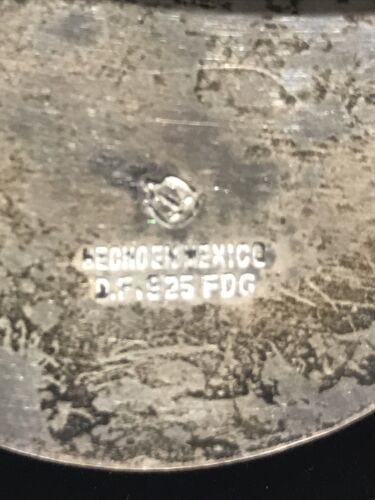 HECHO EN MEXICO
D.F. 925 FDG